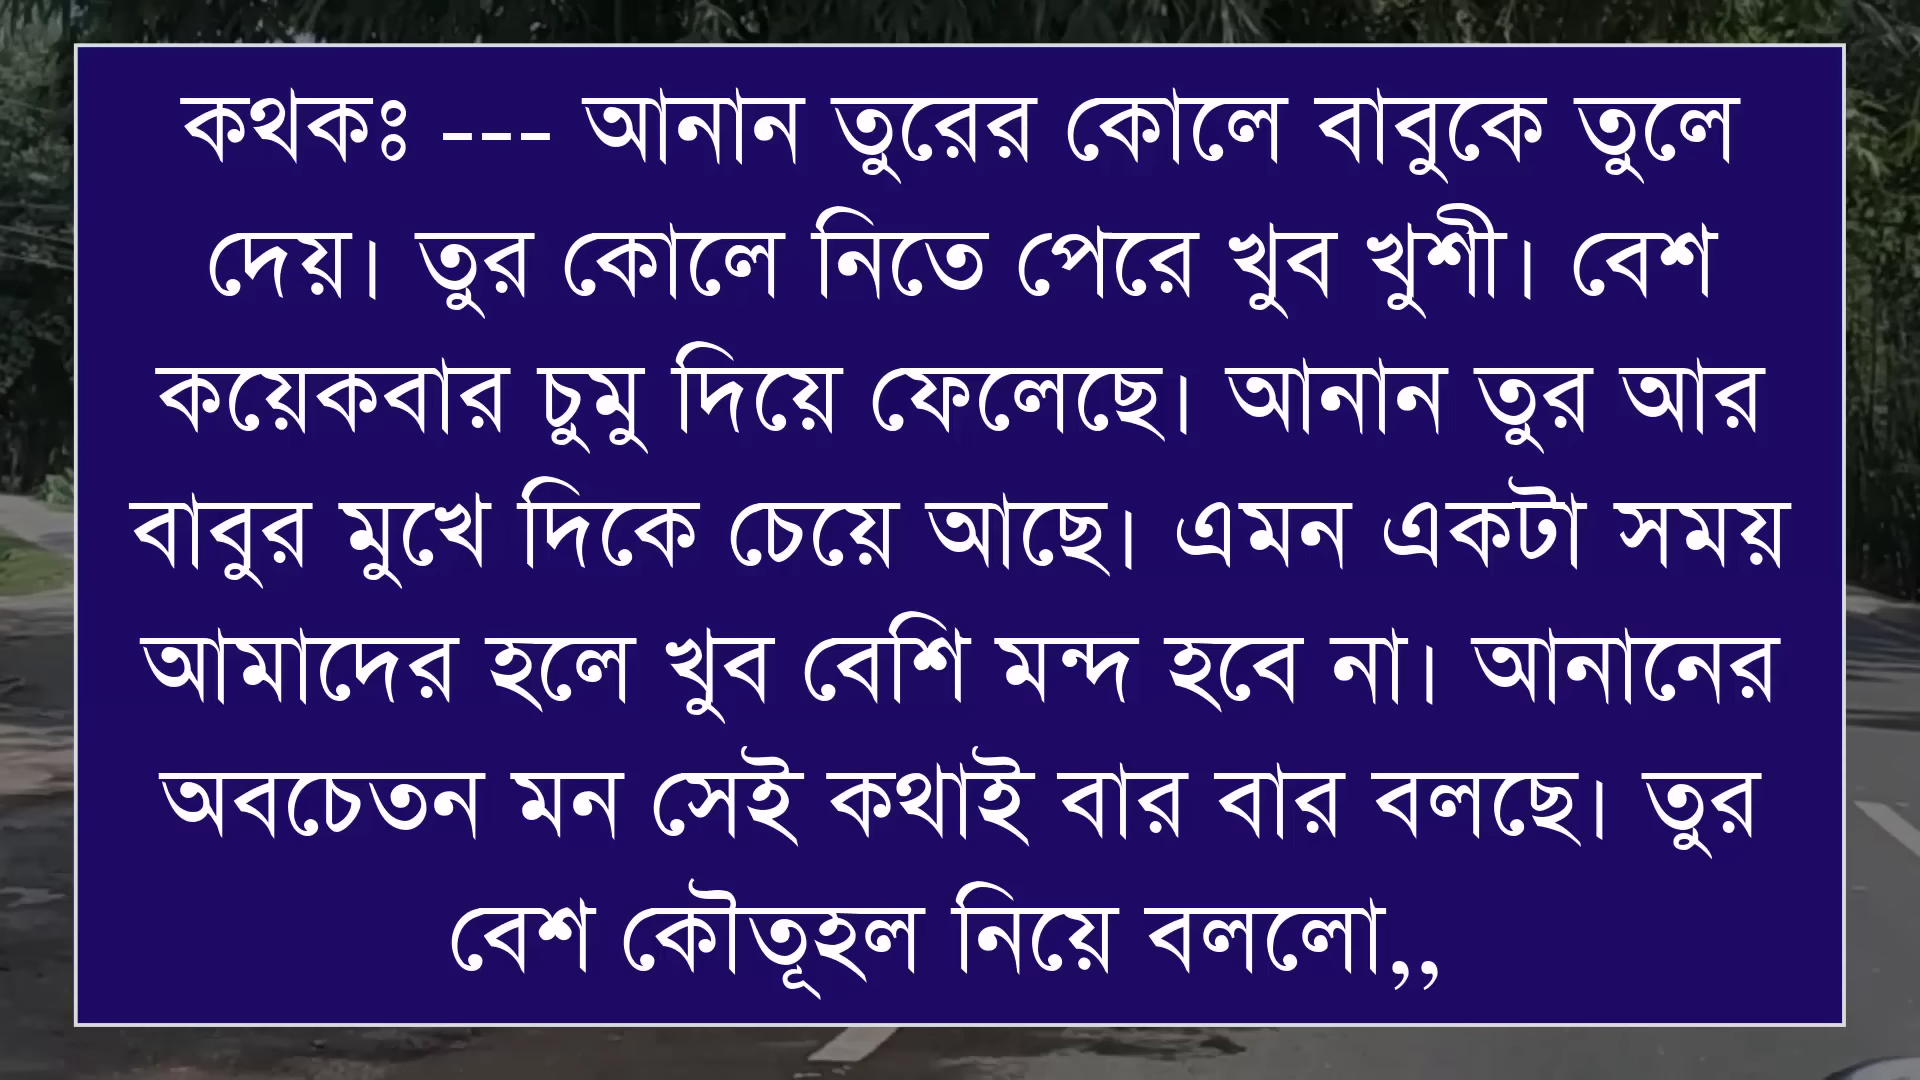 কথকঃ --- আনান তুরের কোলে বাবুকে তুলে
দেয়। তুর কোলে নিতে পেরে খুব খুশী। বেশ
কয়েকবার চুমু দিয়ে ফেলেছে। আনান তুর আর
বাবুর মুখে দিকে চেয়ে আছে। এমন একটা সময়
আমাদের হলে খুব বেশি মন্দ হবে না। আনানের
অবচেতন মন সেই কথাই বার বার বলছে। তুর
বেশ কৌতূহল নিয়ে বললো,,